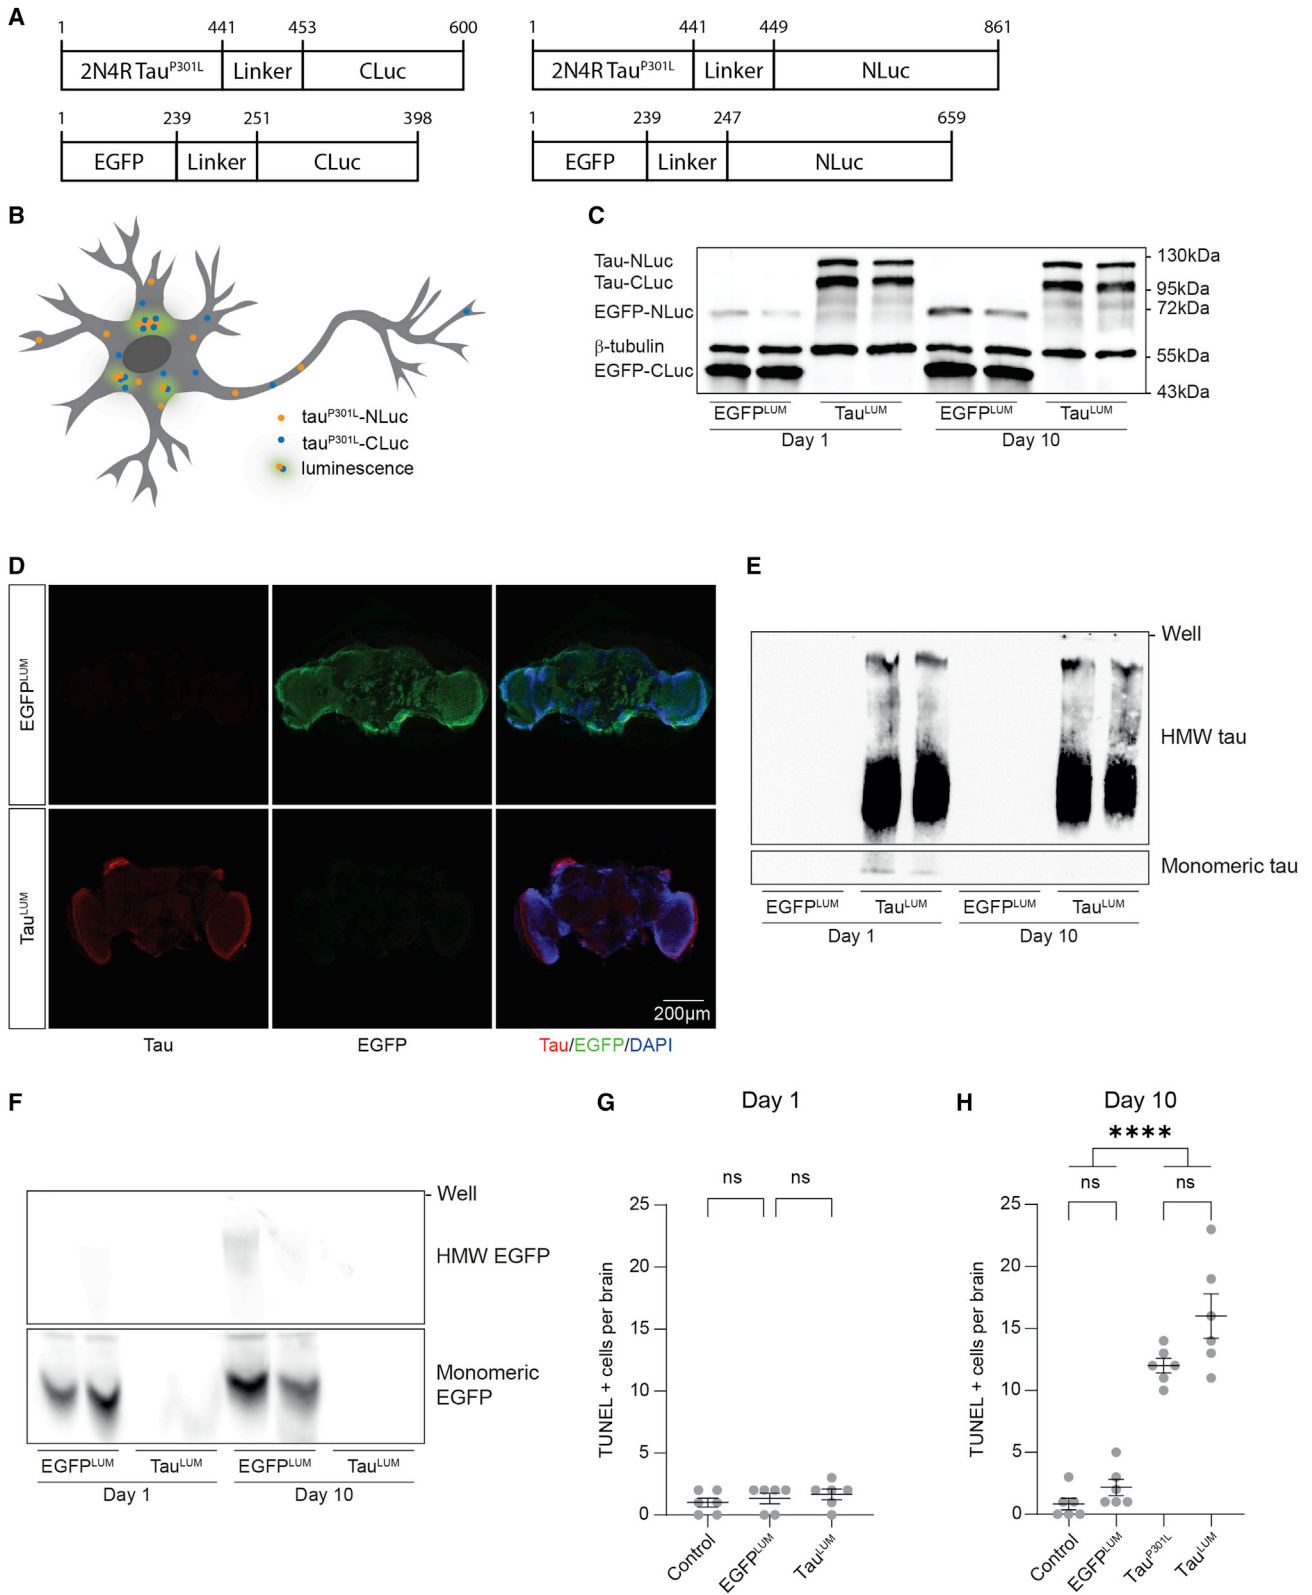 A
1 441 453 600
2N4R Tau^P301L Linker CLuc
1 441 449 861
2N4R Tau^P301L Linker NLuc
1 239 251 398
EGFP Linker CLuc
1 239 247 659
EGFP Linker NLuc
B
tau^P301L-NLuc
tau^P301L-CLuc
luminescence
C
Tau-NLuc
Tau-CLuc
EGFP-NLuc
β-tubulin
EGFP-CLuc
130kDa
95kDa
72kDa
55kDa
43kDa
EGFP^LUM Tau^LUM EGFP^LUM Tau^LUM
Day 1 Day 10
D
EGFP^LUM
Tau^LUM
200µm
Tau EGFP Tau/EGFP/DAPI
E
Well
HMW tau
Monomeric tau
EGFP^LUM Tau^LUM EGFP^LUM Tau^LUM
Day 1 Day 10
F
Well
HMW EGFP
Monomeric
EGFP
EGFP^LUM Tau^LUM EGFP^LUM Tau^LUM
Day 1 Day 10
G
Day 1
ns ns
TUNEL + cells per brain
25
20
15
10
5
0
Control EGFP^LUM Tau^LUM
H
Day 10
****
ns ns
TUNEL + cells per brain
25
20
15
10
5
0
Control EGFP^LUM Tau^P301L Tau^LUM